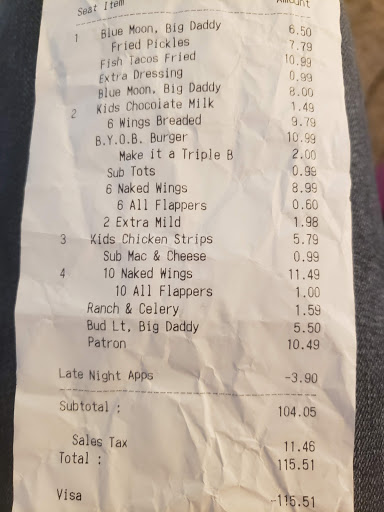 Seat Item Amount
1 Blue Moon, Big Daddy 6.50
Fried Pickles 7.79
Fish Tacos Fried 10.99
Extra Dressing 0.99
Blue Moon, Big Daddy 8.00
2 Kids Chocolate Milk 1.49
6 Wings Breaded 9.79
B.Y.O.B. Burger 10.99
Make it a Triple B 2.00
Sub Tots 0.99
6 Naked Wings 8.99
6 All Flappers 0.60
2 Extra Mild 1.98
3 Kids Chicken Strips 5.79
Sub Mac & Cheese 0.99
4 10 Naked Wings 11.49
10 All Flappers 1.00
Ranch & Celery 1.59
Bud Lt, Big Daddy 5.50
Patron 10.49
Late Night Apps -3.90
Subtotal : 104.05
Sales Tax 11.46
Total : 115.51
Visa -115.51